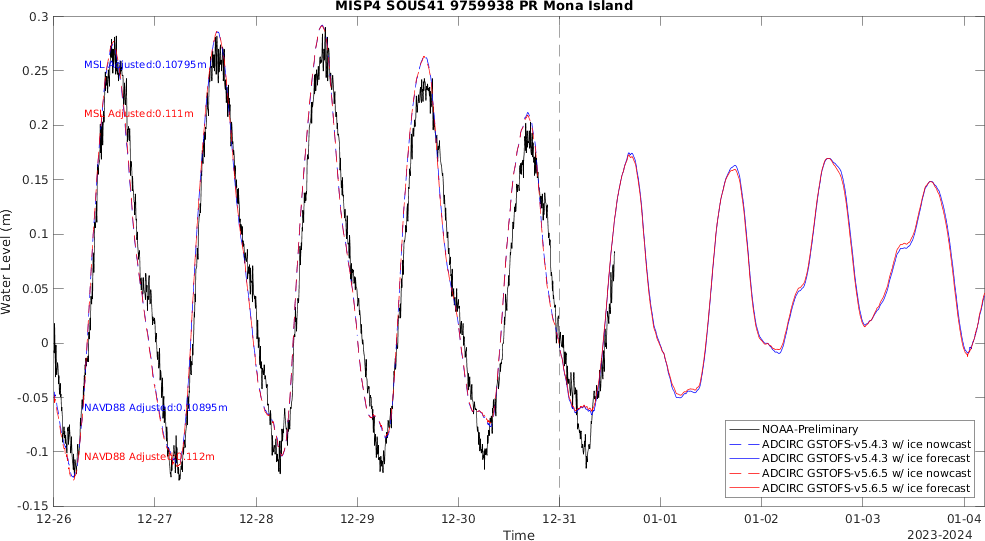 MISP4 SOUS41 9759938 PR Mona Island
Water Level (m)
0.3
0.25
0.2
0.15
0.1
0.05
0
-0.05
-0.1
-0.15
MSL Adjusted:0.10795m
MSL Adjusted:0.111m
NAVD88 Adjusted:0.10895m
NAVD88 Adjusted:0.112m
NOAA-Preliminary
ADCIRC GSTOFS-v5.4.3 w/ ice nowcast
ADCIRC GSTOFS-v5.4.3 w/ ice forecast
ADCIRC GSTOFS-v5.6.5 w/ ice nowcast
ADCIRC GSTOFS-v5.6.5 w/ ice forecast
12-26 12-27 12-28 12-29 12-30 12-31 01-01 01-02 01-03 01-04
Time
2023-2024